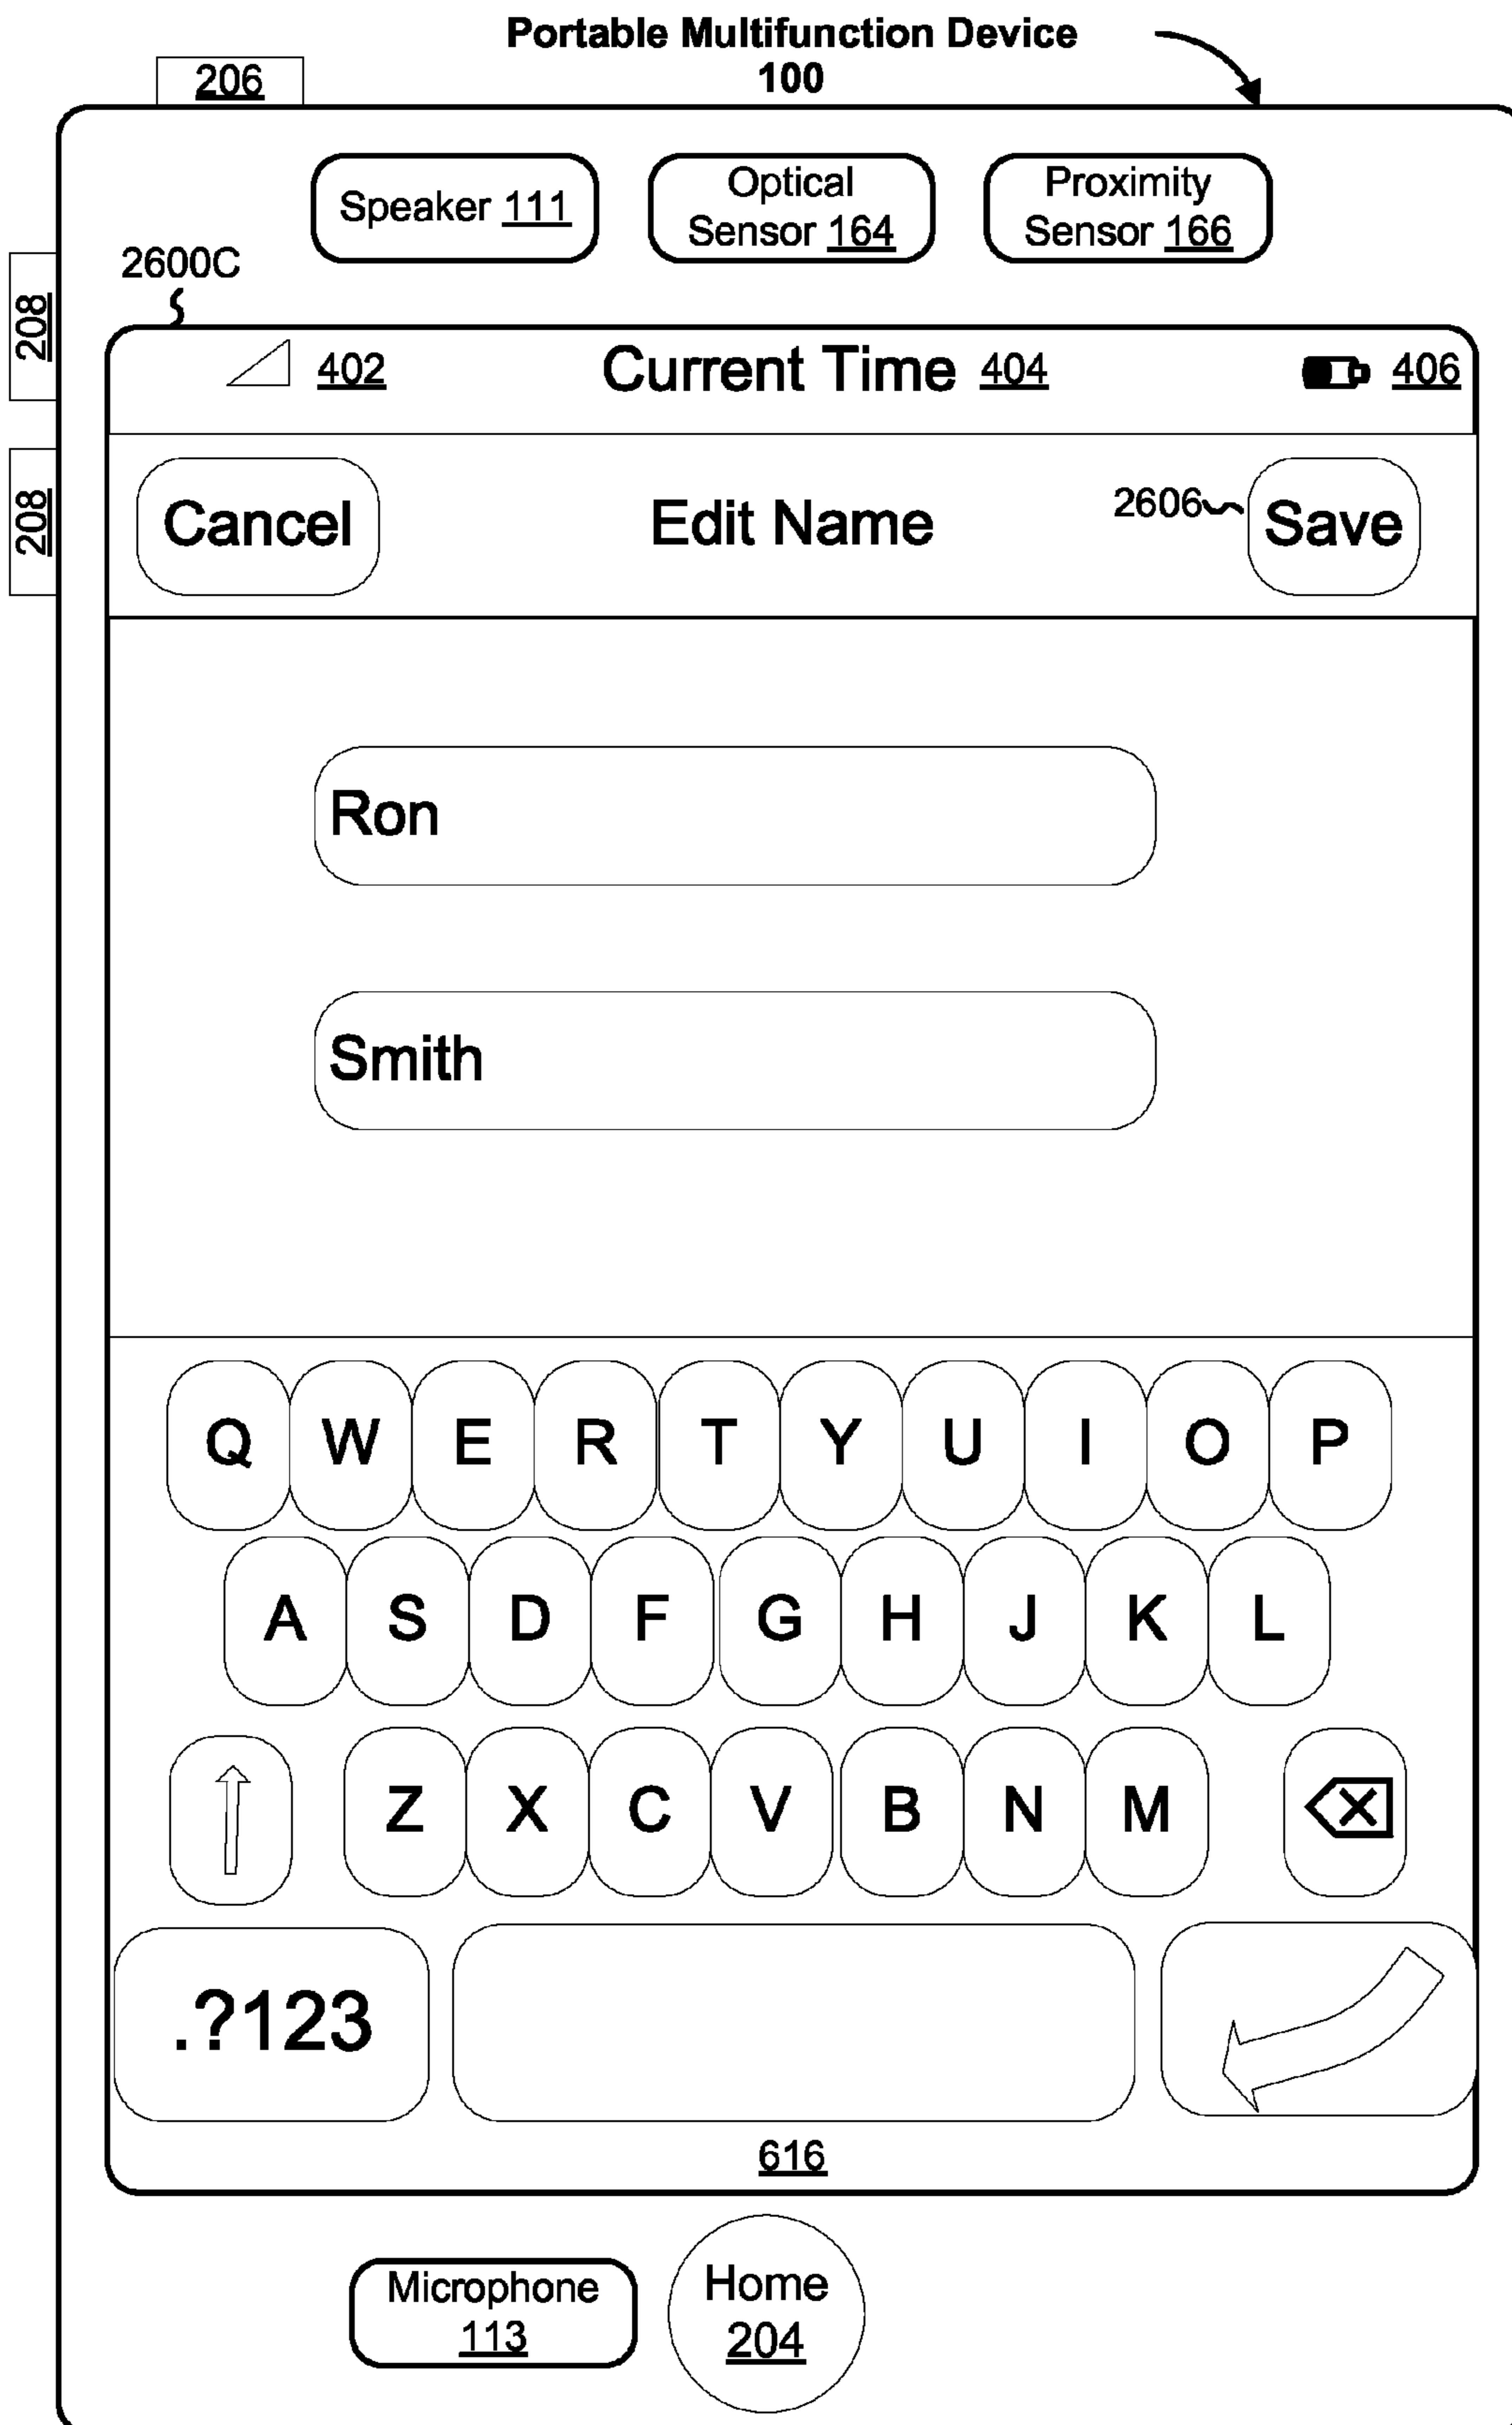 Portable Multifunction Device
100
206
Speaker 111
Optical
Sensor 164
Proximity
Sensor 166
2600C
208
402
Current Time 404
406
208
Cancel
Edit Name
2606
Save
Ron
Smith
Q W E R T Y U I O P
A S D F G H J K L
Z X C V B N M
.?123
616
Microphone
113
Home
204